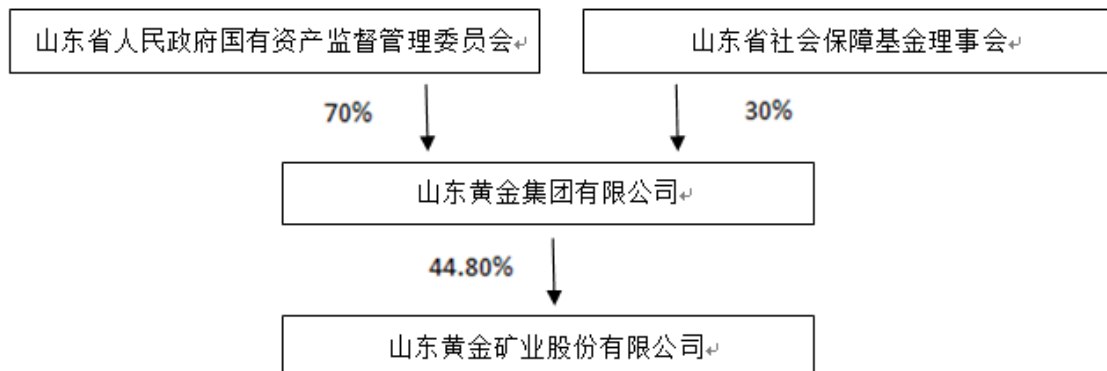 山东省人民政府国有资产监督管理委员会
山东省社会保障基金理事会
70%
30%
山东黄金集团有限公司
44.80%
山东黄金矿业股份有限公司